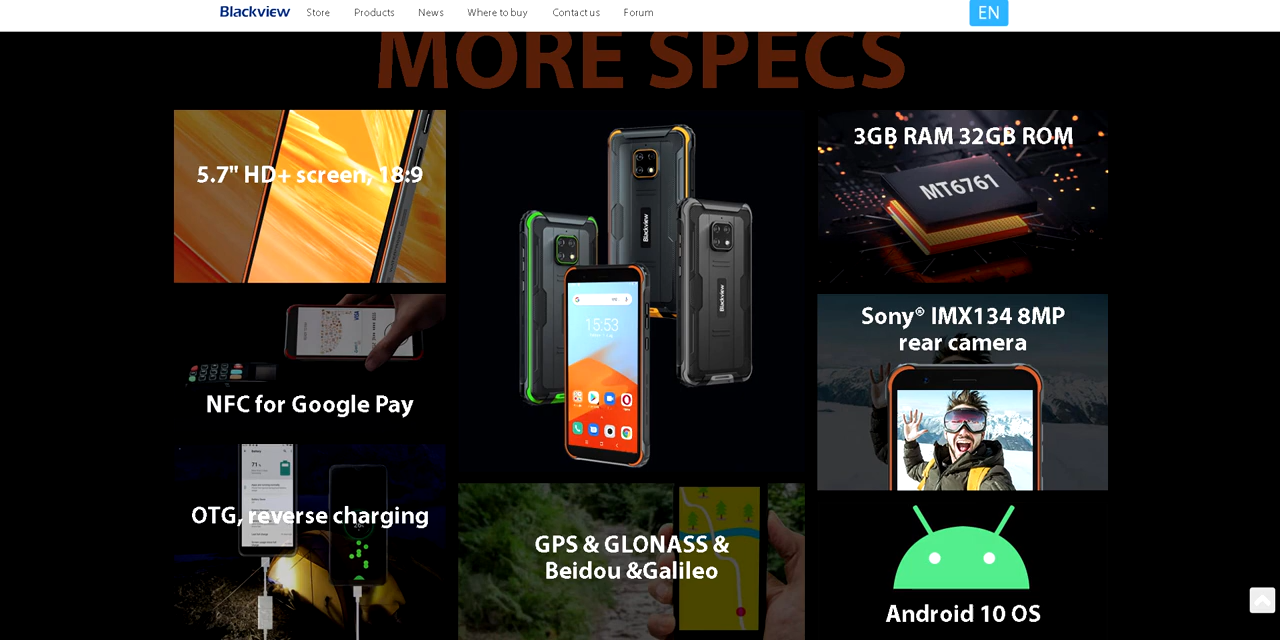 Blackview Store Products News Where to buy Contact us Forum EN
MORE SPECS
5.7" HD+ screen, 18:9
3GB RAM 32GB ROM
MT6761
Blackview
Blackview
15:53
Sony® IMX134 8MP
rear camera
VISA
NFC for Google Pay
71
OTG, reverse charging
GPS & GLONASS &
Beidou &Galileo
Android 10 OS